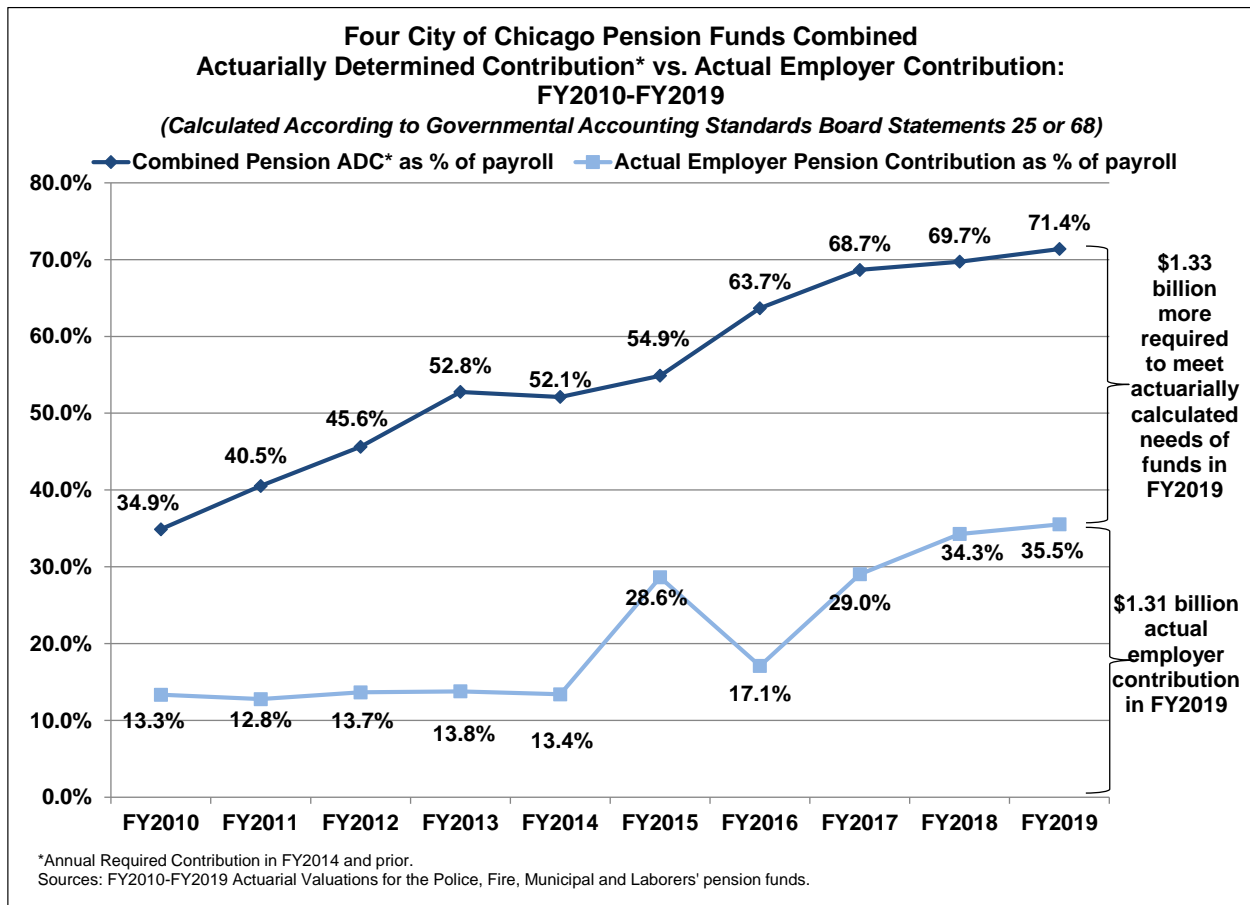 Four City of Chicago Pension Funds Combined
Actuarially Determined Contribution* vs. Actual Employer Contribution:
FY2010-FY2019
(Calculated According to Governmental Accounting Standards Board Statements 25 or 68)
Combined Pension ADC* as % of payroll
Actual Employer Pension Contribution as % of payroll
80.0%
70.0%
60.0%
50.0%
40.0%
30.0%
20.0%
10.0%
0.0%
34.9%
40.5%
45.6%
52.8%
52.1%
54.9%
63.7%
68.7%
69.7%
71.4%
13.3%
12.8%
13.7%
13.8%
13.4%
28.6%
17.1%
29.0%
34.3%
35.5%
$1.33
billion
more
required
to meet
actuarially
calculated
needs of
funds in
FY2019
$1.31 billion
actual
employer
contribution
in FY2019
FY2010 FY2011 FY2012 FY2013 FY2014 FY2015 FY2016 FY2017 FY2018 FY2019
*Annual Required Contribution in FY2014 and prior.
Sources: FY2010-FY2019 Actuarial Valuations for the Police, Fire, Municipal and Laborers' pension funds.